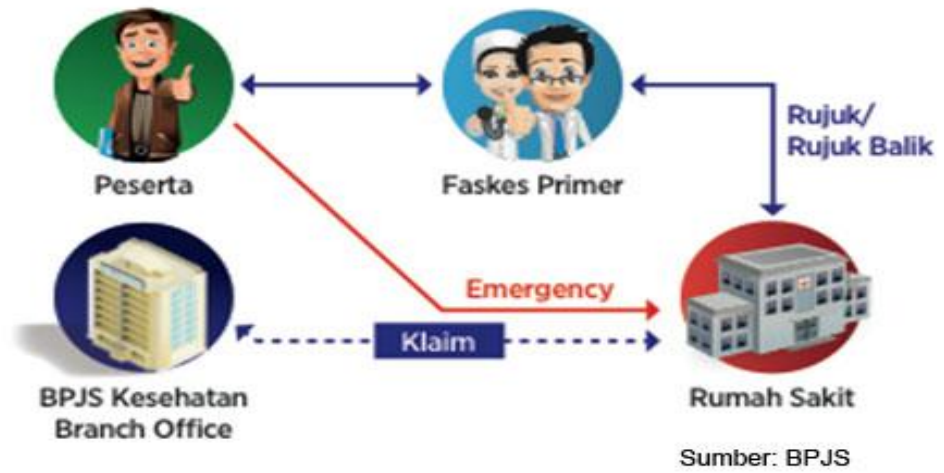 Peserta
Faskes Primer
Rujuk/
Rujuk Balik
Emergency
Klaim
BPJS Kesehatan
Branch Office
Rumah Sakit
Sumber: BPJS